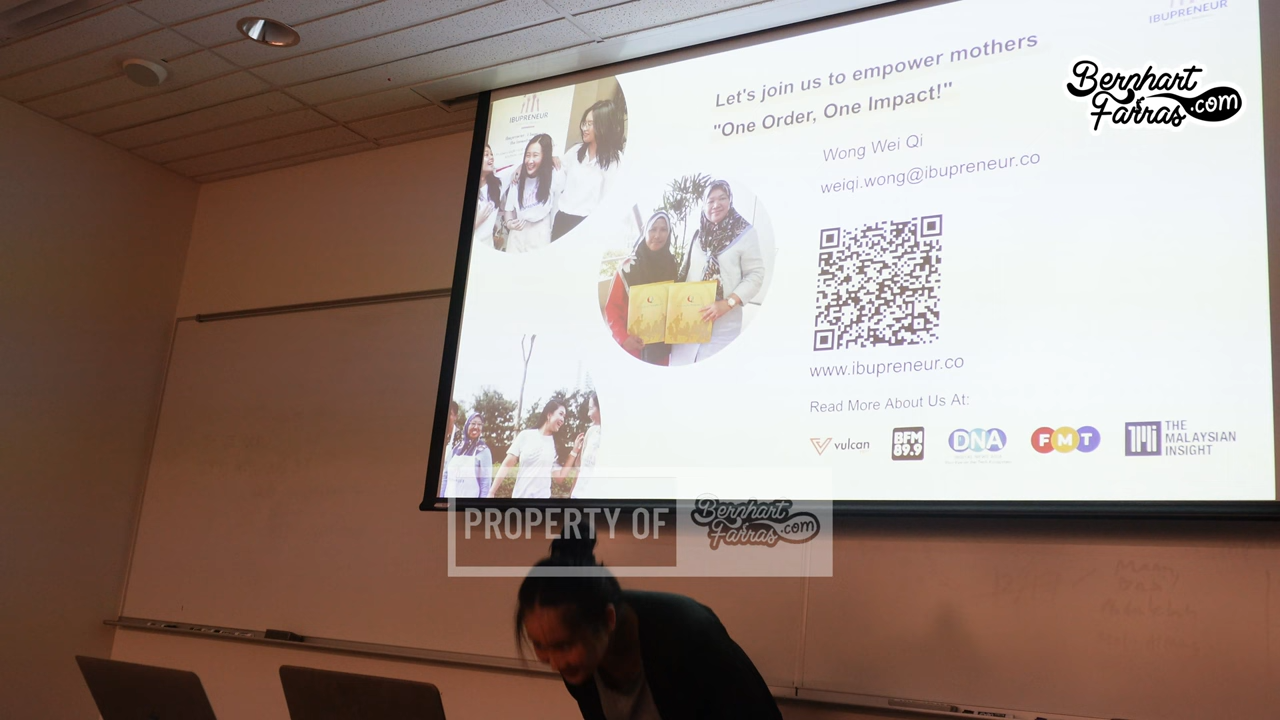 IBUPRENEUR
Let's join us to empower mothers
"One Order, One Impact!"
Wong Wei Qi
weiqi.wong@ibupreneur.co
www.ibupreneur.co
Read More About Us At:
vulcan
BFM
89.9
DNA
FMT
THE
MALAYSIAN
INSIGHT
IBUPRENEUR
Bernhart
Farras.com
PROPERTY OF
Bernhart
Farras.com